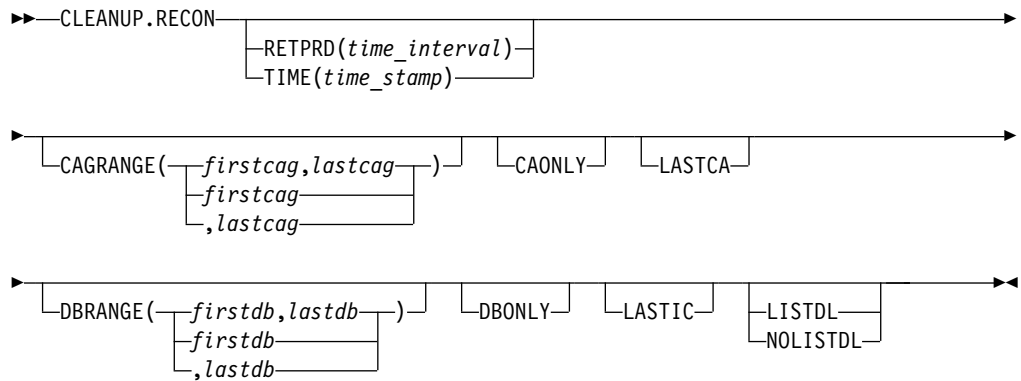 CLEANUP.RECON
RETPRD(time_interval)
TIME(time_stamp)
CAGRANGE( firstcag,lastcag ) CAONLY LASTCA
firstcag
,lastcag
DBRANGE( firstdb,lastdb ) DBONLY LASTIC LISTDL
firstdb NOLISTDL
,lastdb